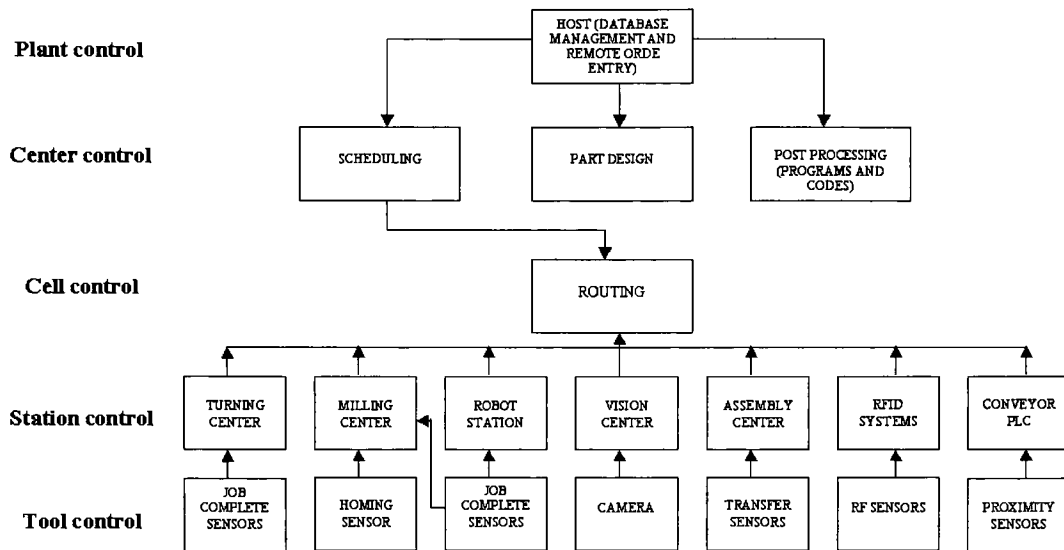 Plant control
HOST (DATABASE
MANAGEMENT AND
REMOTE ORDE
ENTRY)
Center control
SCHEDULING
PART DESIGN
POST PROCESSING
(PROGRAMS AND
CODES)
Cell control
ROUTING
Station control
TURNING
CENTER
MILLING
CENTER
ROBOT
STATION
VISION
CENTER
ASSEMBLY
CENTER
RFID
SYSTEMS
CONVEYOR
PLC
Tool control
JOB
COMPLETE
SENSORS
HOMING
SENSOR
JOB
COMPLETE
SENSORS
CAMERA
TRANSFER
SENSORS
RF SENSORS
PROXIMITY
SENSORS